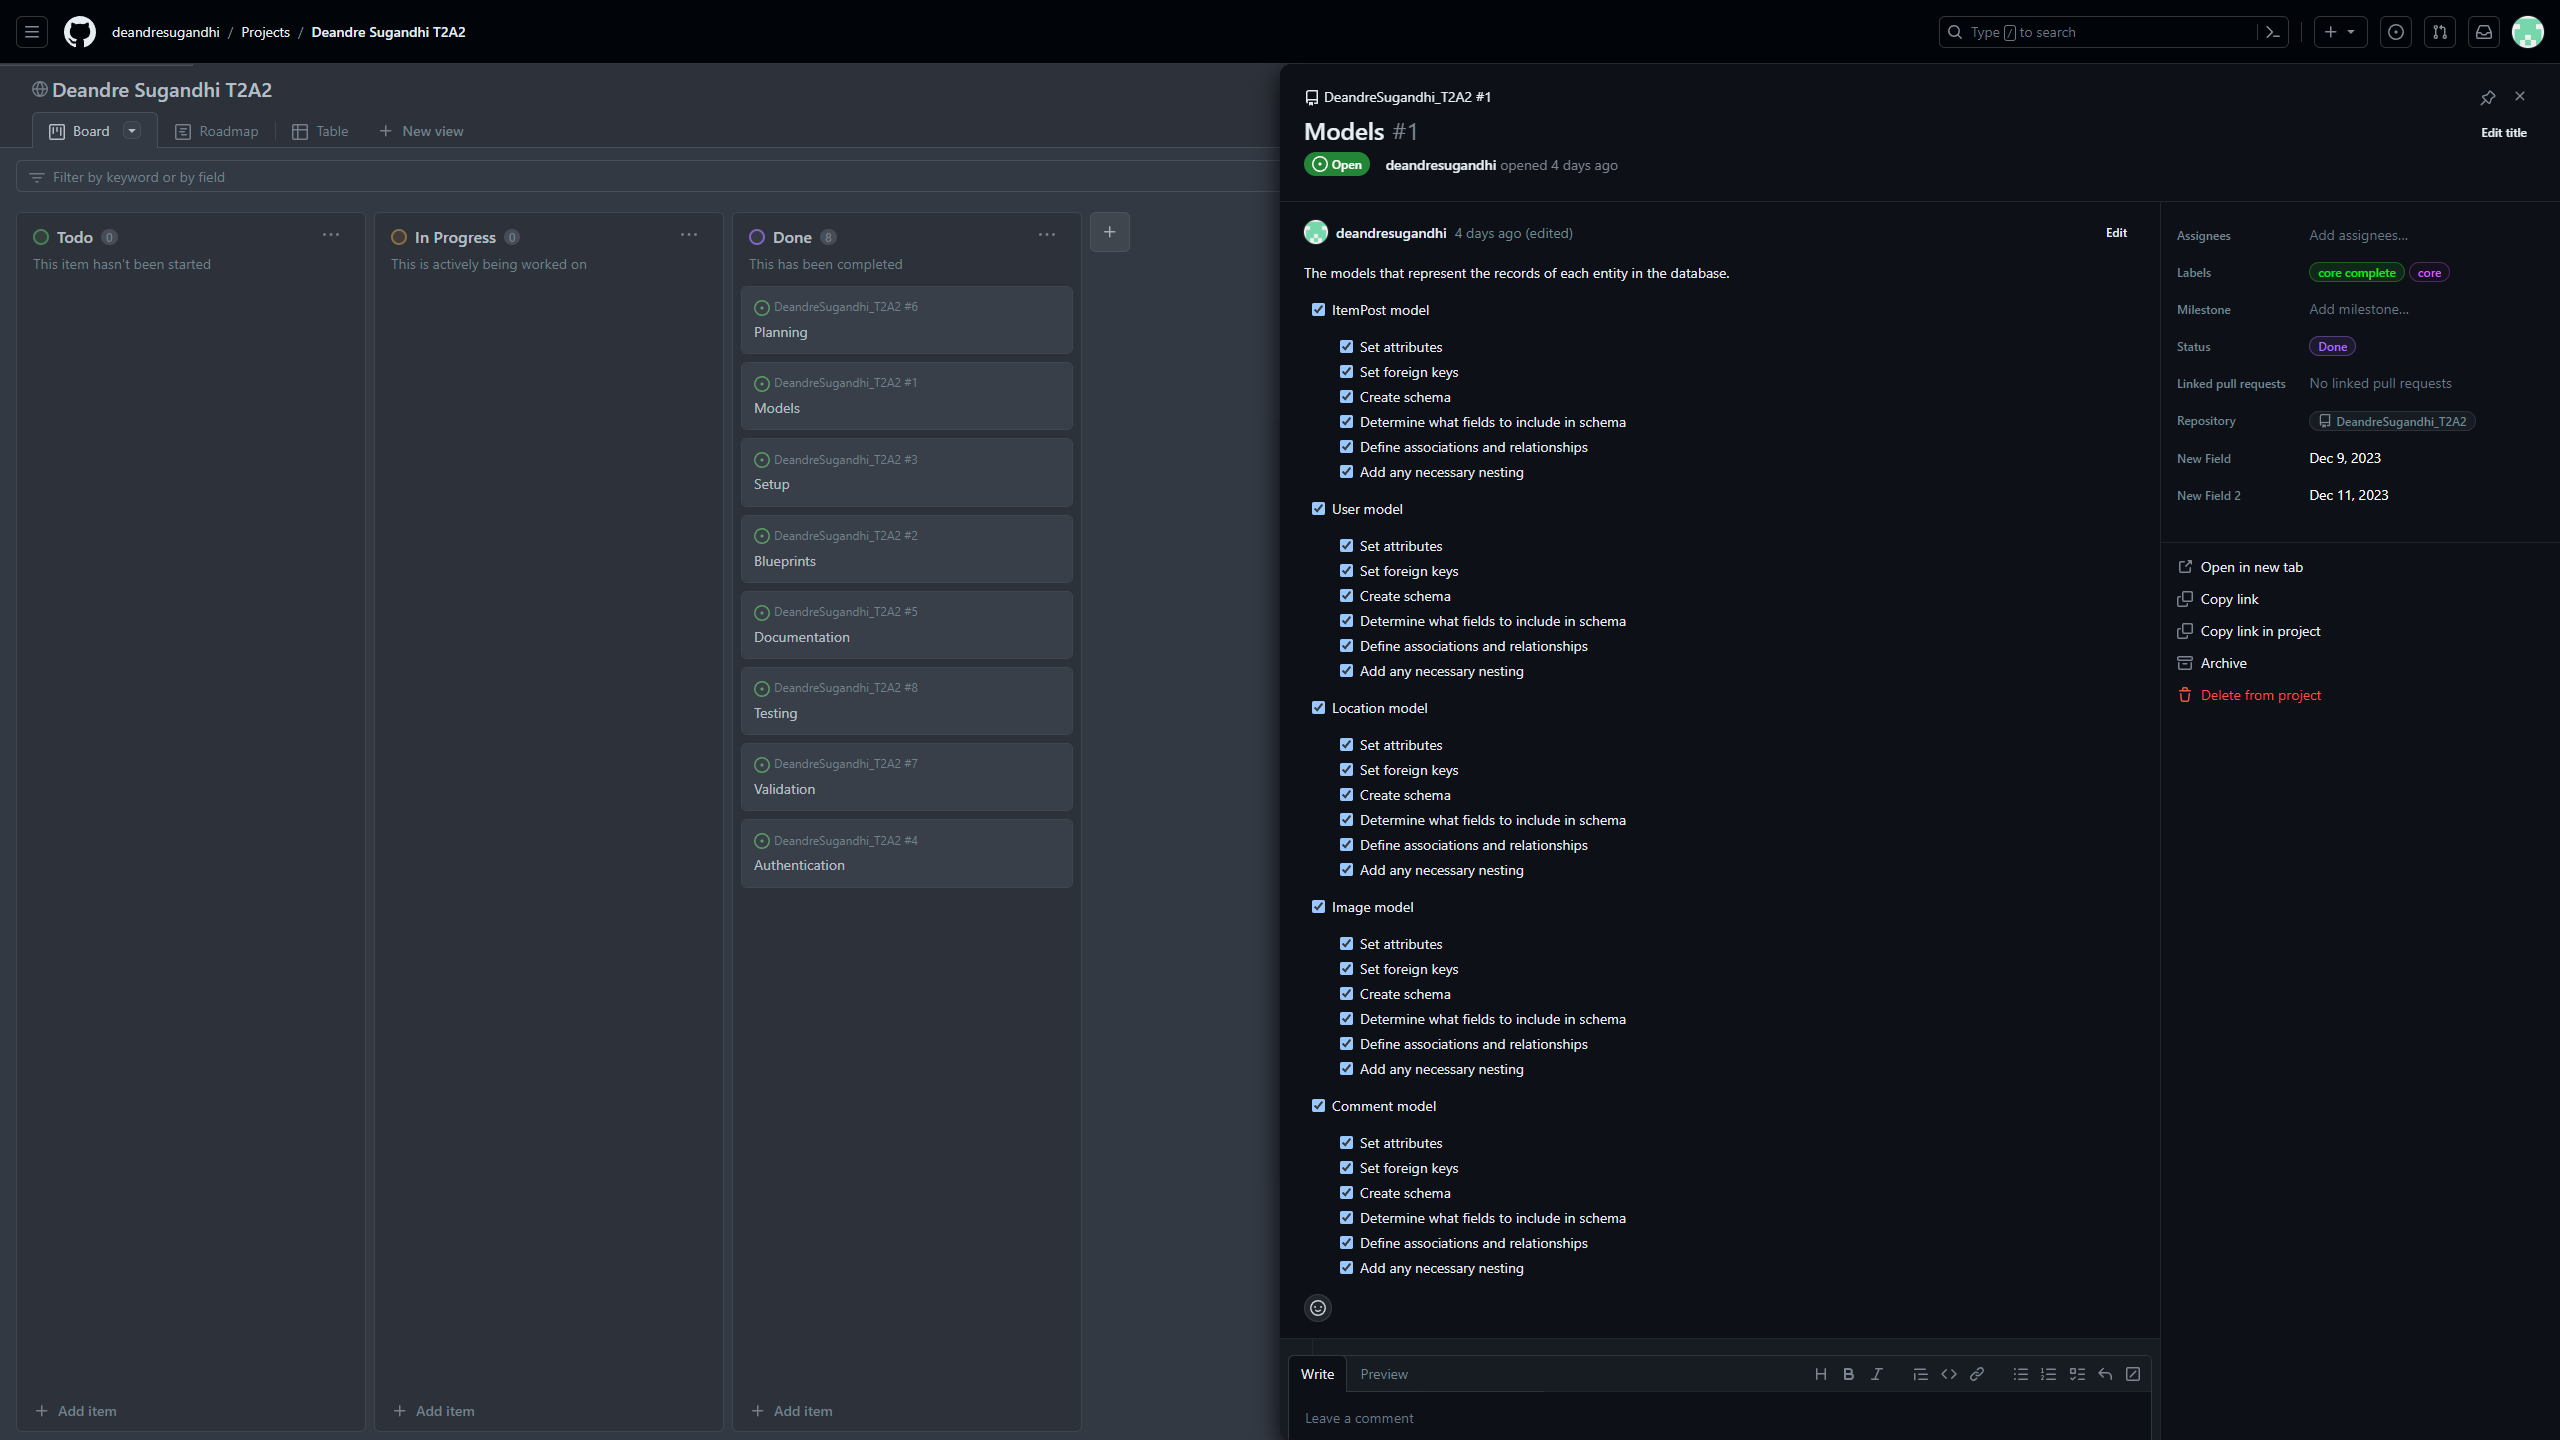 deandresugandhi / Projects / Deandre Sugandhi T2A2
Type / to search
Deandre Sugandhi T2A2
Board
Roadmap
Table
New view
Filter by keyword or by field
Todo 0
This item hasn't been started
Add item
In Progress 0
This is actively being worked on
Add item
Done 8
This has been completed
DeandreSugandhi_T2A2 #6
Planning
DeandreSugandhi_T2A2 #1
Models
DeandreSugandhi_T2A2 #3
Setup
DeandreSugandhi_T2A2 #2
Blueprints
DeandreSugandhi_T2A2 #5
Documentation
DeandreSugandhi_T2A2 #8
Testing
DeandreSugandhi_T2A2 #7
Validation
DeandreSugandhi_T2A2 #4
Authentication
Add item
DeandreSugandhi_T2A2 #1
Models #1
Edit title
Open
deandresugandhi opened 4 days ago
deandresugandhi 4 days ago (edited)
Edit
The models that represent the records of each entity in the database.
ItemPost model
Set attributes
Set foreign keys
Create schema
Determine what fields to include in schema
Define associations and relationships
Add any necessary nesting
User model
Set attributes
Set foreign keys
Create schema
Determine what fields to include in schema
Define associations and relationships
Add any necessary nesting
Location model
Set attributes
Set foreign keys
Create schema
Determine what fields to include in schema
Define associations and relationships
Add any necessary nesting
Image model
Set attributes
Set foreign keys
Create schema
Determine what fields to include in schema
Define associations and relationships
Add any necessary nesting
Comment model
Set attributes
Set foreign keys
Create schema
Determine what fields to include in schema
Define associations and relationships
Add any necessary nesting
Write
Preview
Leave a comment
Assignees Add assignees...
Labels core complete core
Milestone Add milestone...
Status Done
Linked pull requests No linked pull requests
Repository DeandreSugandhi_T2A2
New Field Dec 9, 2023
New Field 2 Dec 11, 2023
Open in new tab
Copy link
Copy link in project
Archive
Delete from project